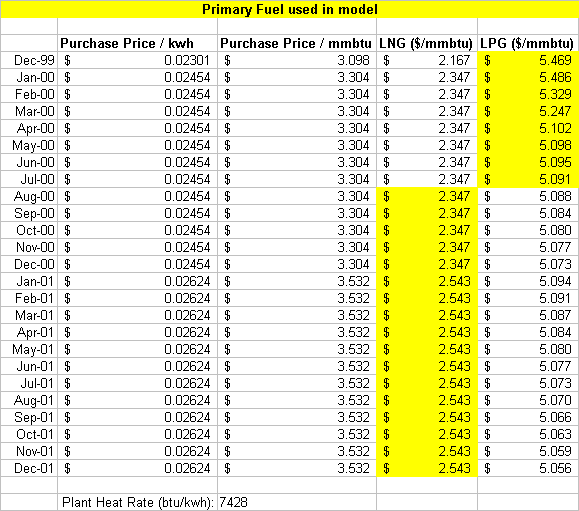 Primary Fuel used in model
Purchase Price / kwh Purchase Price / mmbtu LNG ($/mmbtu) LPG ($/mmbtu)
Dec-99 $ 0.02301 $ 3.098 $ 2.167 $ 5.469
Jan-00 $ 0.02454 $ 3.304 $ 2.347 $ 5.486
Feb-00 $ 0.02454 $ 3.304 $ 2.347 $ 5.329
Mar-00 $ 0.02454 $ 3.304 $ 2.347 $ 5.247
Apr-00 $ 0.02454 $ 3.304 $ 2.347 $ 5.102
May-00 $ 0.02454 $ 3.304 $ 2.347 $ 5.098
Jun-00 $ 0.02454 $ 3.304 $ 2.347 $ 5.095
Jul-00 $ 0.02454 $ 3.304 $ 2.347 $ 5.091
Aug-00 $ 0.02454 $ 3.304 $ 2.347 $ 5.088
Sep-00 $ 0.02454 $ 3.304 $ 2.347 $ 5.084
Oct-00 $ 0.02454 $ 3.304 $ 2.347 $ 5.080
Nov-00 $ 0.02454 $ 3.304 $ 2.347 $ 5.077
Dec-00 $ 0.02454 $ 3.304 $ 2.347 $ 5.073
Jan-01 $ 0.02624 $ 3.532 $ 2.543 $ 5.094
Feb-01 $ 0.02624 $ 3.532 $ 2.543 $ 5.091
Mar-01 $ 0.02624 $ 3.532 $ 2.543 $ 5.087
Apr-01 $ 0.02624 $ 3.532 $ 2.543 $ 5.084
May-01 $ 0.02624 $ 3.532 $ 2.543 $ 5.080
Jun-01 $ 0.02624 $ 3.532 $ 2.543 $ 5.077
Jul-01 $ 0.02624 $ 3.532 $ 2.543 $ 5.073
Aug-01 $ 0.02624 $ 3.532 $ 2.543 $ 5.070
Sep-01 $ 0.02624 $ 3.532 $ 2.543 $ 5.066
Oct-01 $ 0.02624 $ 3.532 $ 2.543 $ 5.063
Nov-01 $ 0.02624 $ 3.532 $ 2.543 $ 5.059
Dec-01 $ 0.02624 $ 3.532 $ 2.543 $ 5.056
Plant Heat Rate (btu/kwh): 7428